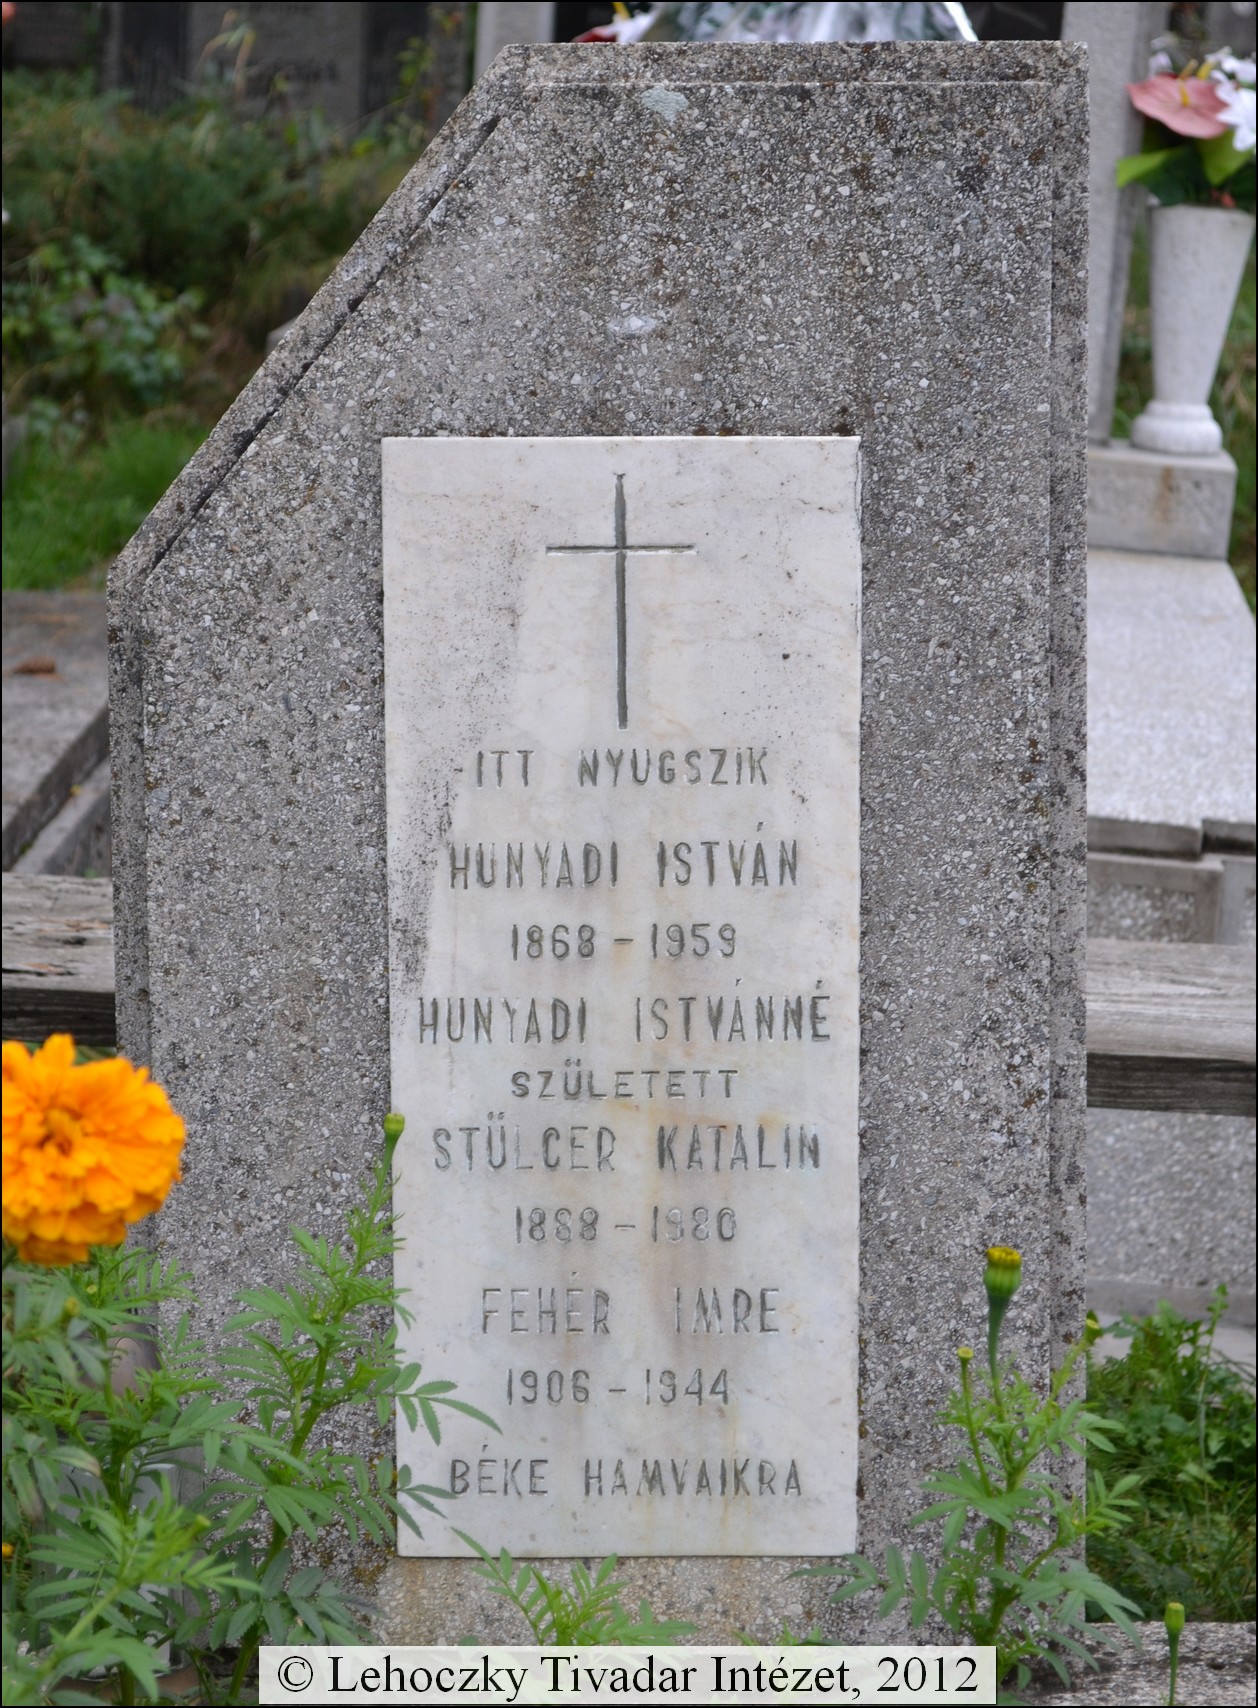 ITT NYUGSZIK
HUNYADI ISTVÁN
1868 - 1959
HUNYADI ISTVÁNNÉ
SZÜLETETT
STÜLCER KATALIN
1888 - 1980
FEHÉR IMRE
1906 - 1944
BÉKE HAMVAIKRA
© Lehoczky Tivadar Intézet, 2012